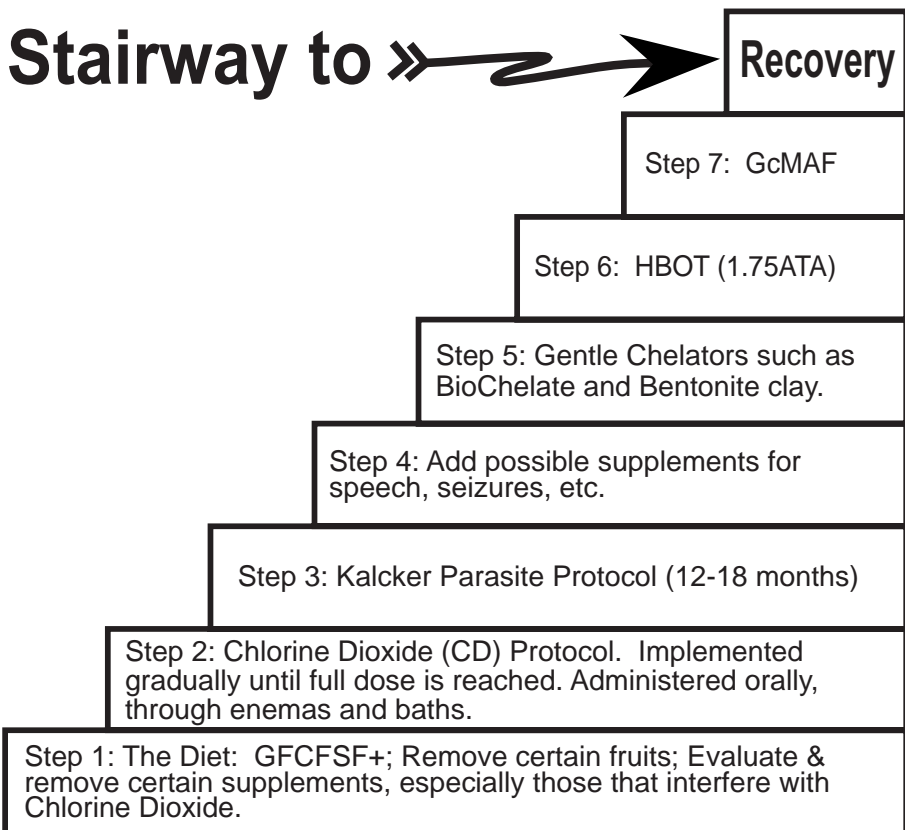 Stairway to
Recovery
Step 7: GcMAF
Step 6: HBOT (1.75ATA)
Step 5: Gentle Chelators such as
BioChelate and Bentonite clay.
Step 4: Add possible supplements for
speech, seizures, etc.
Step 3: Kalcker Parasite Protocol (12-18 months)
Step 2: Chlorine Dioxide (CD) Protocol. Implemented
gradually until full dose is reached. Administered orally,
through enemas and baths.
Step 1: The Diet: GFCFSF+; Remove certain fruits; Evaluate &
remove certain supplements, especially those that interfere with
Chlorine Dioxide.